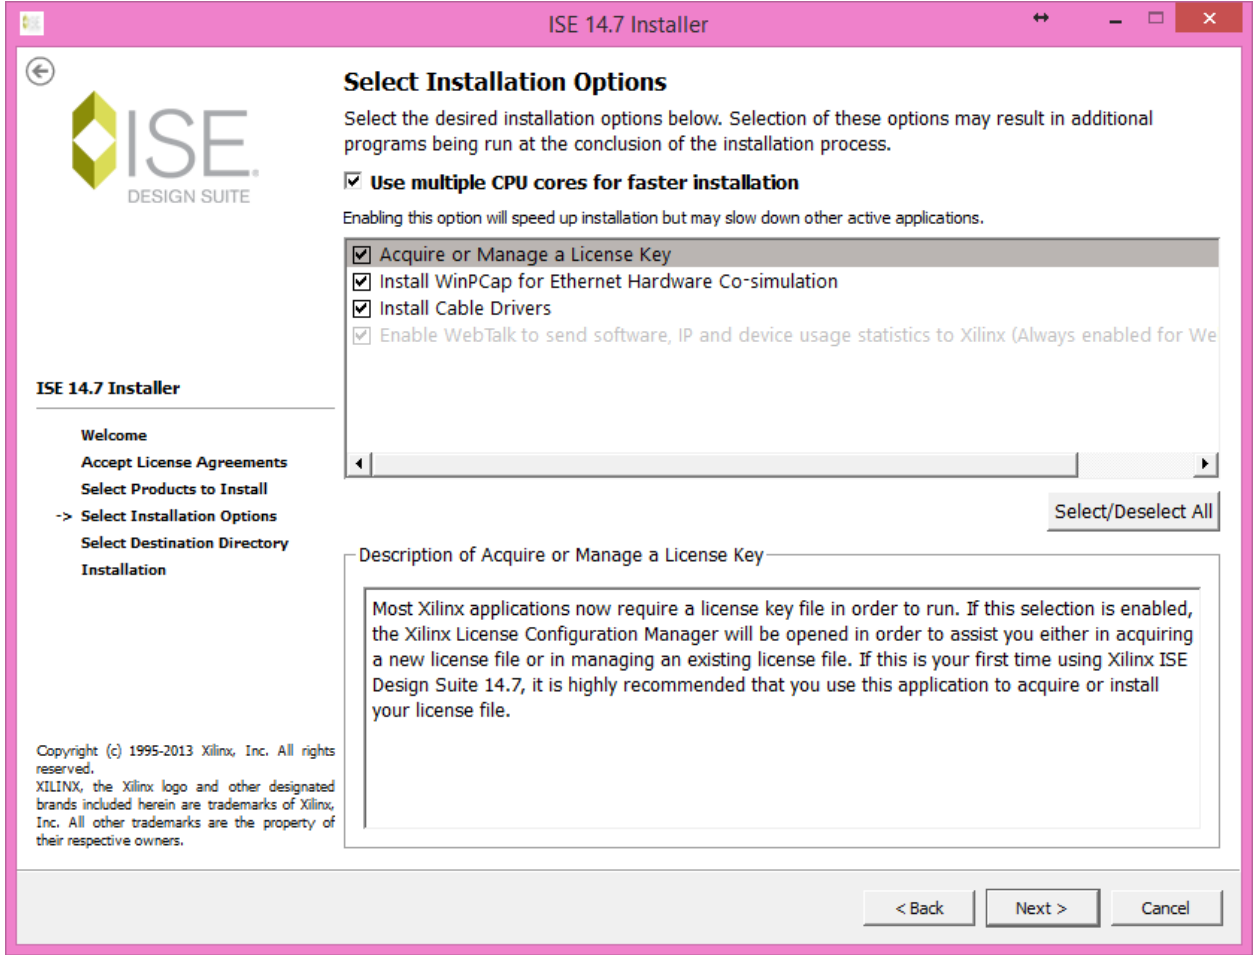 ISE 14.7 Installer
ISE.
DESIGN SUITE
ISE 14.7 Installer
Welcome
Accept License Agreements
Select Products to Install
-> Select Installation Options
Select Destination Directory
Installation
Copyright (c) 1995-2013 Xilinx, Inc. All rights
reserved.
XILINX, the Xilinx logo and other designated
brands included herein are trademarks of Xilinx,
Inc. All other trademarks are the property of
their respective owners.
Select Installation Options
Select the desired installation options below. Selection of these options may result in additional
programs being run at the conclusion of the installation process.
Use multiple CPU cores for faster installation
Enabling this option will speed up installation but may slow down other active applications.
Acquire or Manage a License Key
Install WinPCap for Ethernet Hardware Co-simulation
Install Cable Drivers
Enable WebTalk to send software, IP and device usage statistics to Xilinx (Always enabled for We
Select/Deselect All
Description of Acquire or Manage a License Key
Most Xilinx applications now require a license key file in order to run. If this selection is enabled,
the Xilinx License Configuration Manager will be opened in order to assist you either in acquiring
a new license file or in managing an existing license file. If this is your first time using Xilinx ISE
Design Suite 14.7, it is highly recommended that you use this application to acquire or install
your license file.
< Back
Next >
Cancel